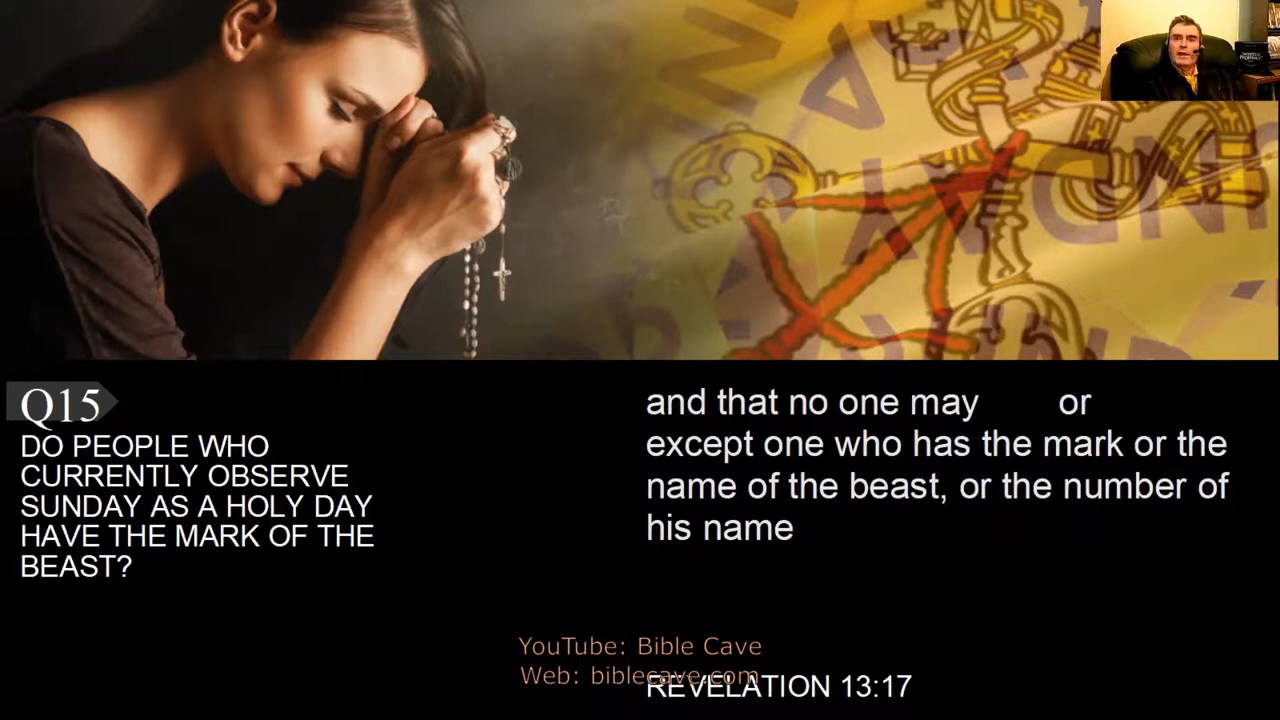 Q15
DO PEOPLE WHO
CURRENTLY OBSERVE
SUNDAY AS A HOLY DAY
HAVE THE MARK OF THE
BEAST?
and that no one may or
except one who has the mark or the
name of the beast, or the number of
his name
YouTube: Bible Cave
Web: biblecave.com
REVELATION 13:17